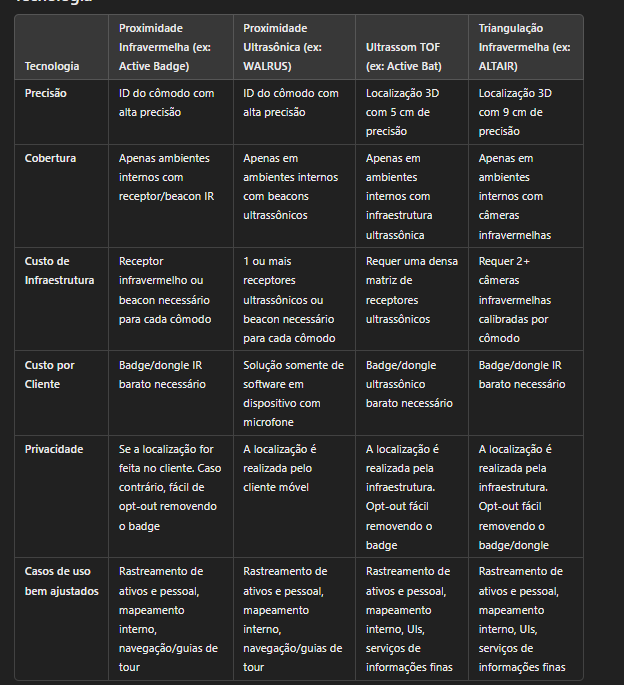 Tecnologia
Tecnologia
Proximidade
Infravermelha (ex:
Active Badge)
Proximidade
Ultrasônica (ex:
WALRUS)
Ultrassom TOF
(ex: Active Bat)
Triangulação
Infravermelha (ex:
ALTAIR)
Precisão
ID do cômodo com
alta precisão
ID do cômodo com
alta precisão
Localização 3D
com 5 cm de
precisão
Localização 3D
com 9 cm de
precisão
Cobertura
Apenas ambientes
internos com
receptor/beacon IR
Apenas em
ambientes internos
com beacons
ultrassônicos
Apenas em
ambientes
internos com
infraestrutura
ultrassônica
Apenas em
ambientes
internos com
câmeras
infravermelhas
Custo de
Infraestrutura
Receptor
infravermelho ou
beacon necessário
para cada cômodo
1 ou mais
receptores
ultrassônicos ou
beacon necessário
para cada cômodo
Requer uma densa
matriz de
receptores
ultrassônicos
Requer 2+
câmeras
infravermelhas
calibradas por
cômodo
Custo por
Cliente
Badge/dongle IR
barato necessário
Solução somente de
software em
dispositivo com
microfone
Badge/dongle
ultrassônico
barato necessário
Badge/dongle IR
barato necessário
Privacidade
Se a localização for
feita no cliente. Caso
contrário, fácil de
opt-out removendo
o badge
A localização é
realizada pelo
cliente móvel
A localização é
realizada pela
infraestrutura.
Opt-out fácil
removendo o
badge
A localização é
realizada pela
infraestrutura.
Opt-out fácil
removendo o
badge/dongle
Casos de uso
bem ajustados
Rastreamento de
ativos e pessoal,
mapeamento
interno,
navegação/guias de
tour
Rastreamento de
ativos e pessoal,
mapeamento
interno,
navegação/guias de
tour
Rastreamento de
ativos e pessoal,
mapeamento
interno, UIs,
serviços de
informações finas
Rastreamento de
ativos e pessoal,
mapeamento
interno, UIs,
serviços de
informações finas